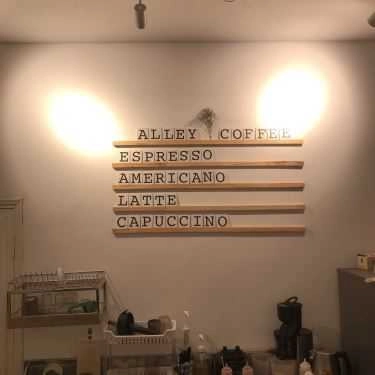 ALLEY COFFEE
ESPRESSO
AMERICANO
LATTE
CAPUCCINO